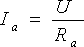 I_a = U / R_a